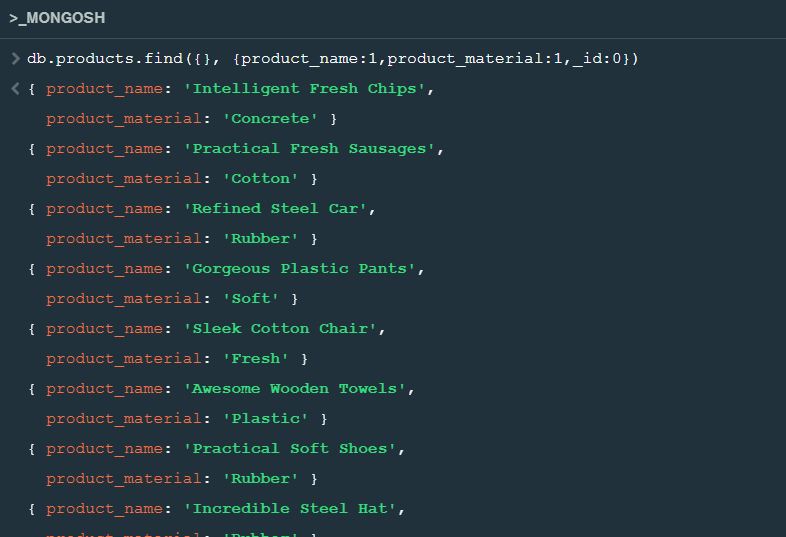 >_MONGOSH
> db.products.find({}, {product_name:1,product_material:1,_id:0})
< { product_name: 'Intelligent Fresh Chips',
product_material: 'Concrete' }
{ product_name: 'Practical Fresh Sausages',
product_material: 'Cotton' }
{ product_name: 'Refined Steel Car',
product_material: 'Rubber' }
{ product_name: 'Gorgeous Plastic Pants',
product_material: 'Soft' }
{ product_name: 'Sleek Cotton Chair',
product_material: 'Fresh' }
{ product_name: 'Awesome Wooden Towels',
product_material: 'Plastic' }
{ product_name: 'Practical Soft Shoes',
product_material: 'Rubber' }
{ product_name: 'Incredible Steel Hat',
product_material: 'Rubber' }